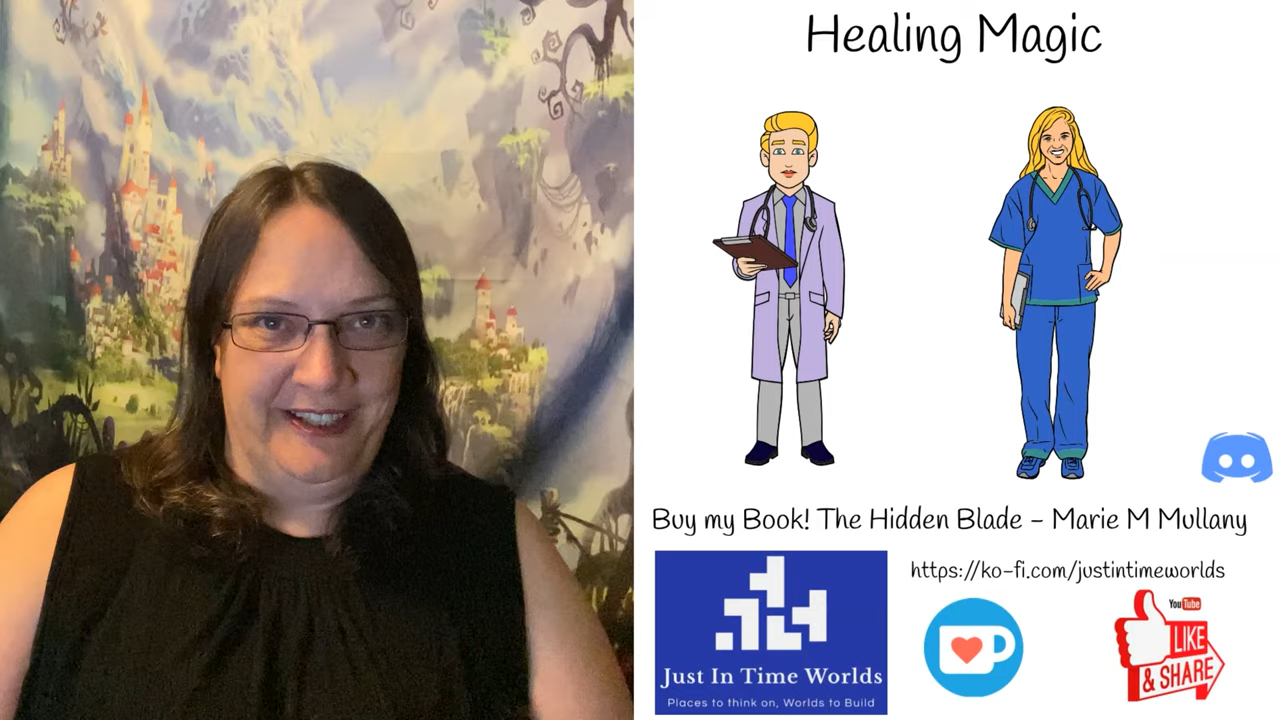 Healing Magic
Buy my Book! The Hidden Blade - Marie M Mullany
https://ko-fi.com/justintimeworlds
Just In Time Worlds
Places to think on, Worlds to Build
YouTube
LIKE
& SHARE